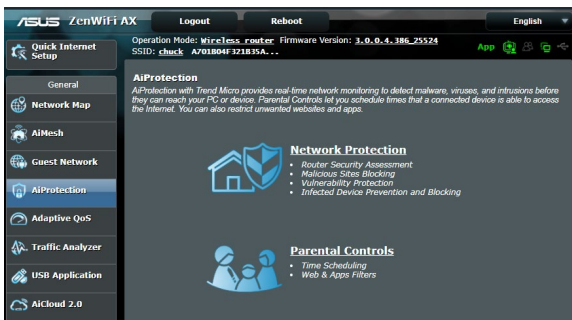 ASUS ZenWiFi AX Logout Reboot English
Quick Internet Setup
Operation Mode: Wireless router Firmware Version: 3.0.0.4.386_25524
SSID: chuck A701B04F321B35A... App
General
Network Map
AiMesh
Guest Network
AiProtection
Adaptive QoS
Traffic Analyzer
USB Application
AiCloud 2.0
AiProtection
AiProtection with Trend Micro provides real-time network monitoring to detect malware, viruses, and intrusions before
they can reach your PC or device. Parental Controls let you schedule times that a connected device is able to access
the Internet. You can also restrict unwanted websites and apps.
Network Protection
• Router Security Assessment
• Malicious Sites Blocking
• Vulnerability Protection
• Infected Device Prevention and Blocking
Parental Controls
• Time Scheduling
• Web & Apps Filters